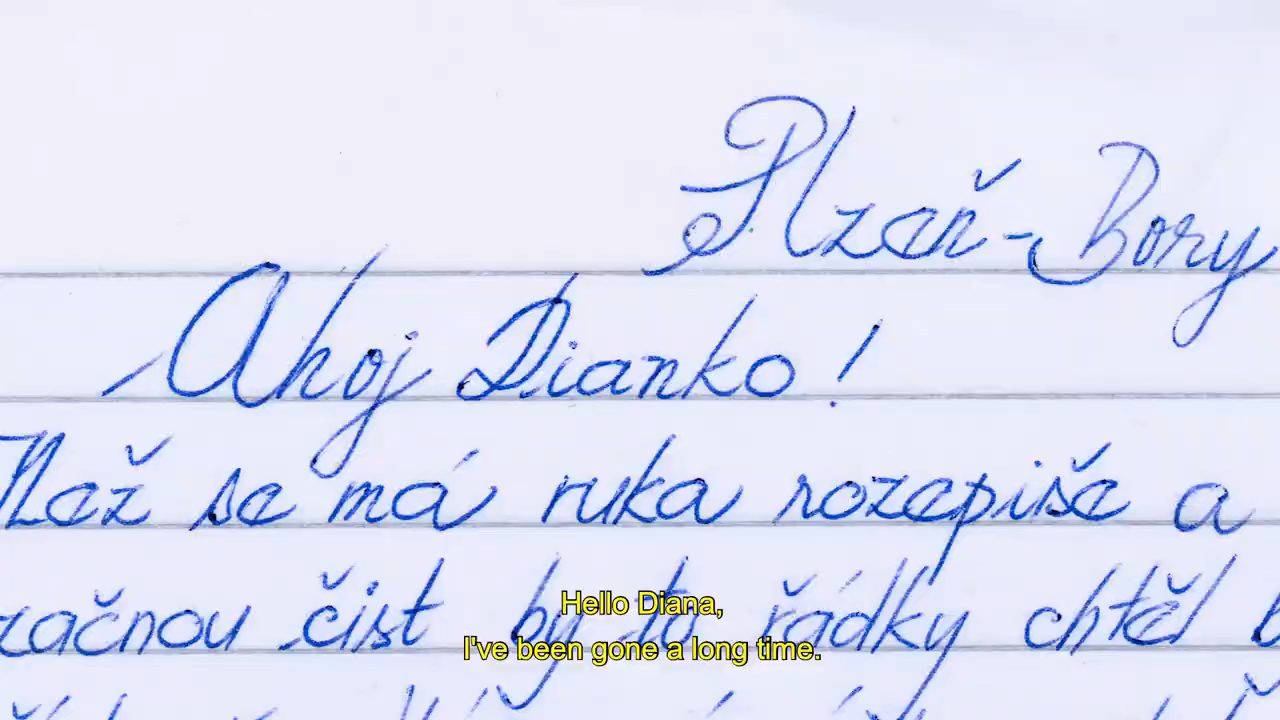 Plzeň-Bory
Ahoj Dianko!
Než se má ruka rozepíše a
začnou číst by to řádky chtěl
Hello Diana,
I've been gone a long time.